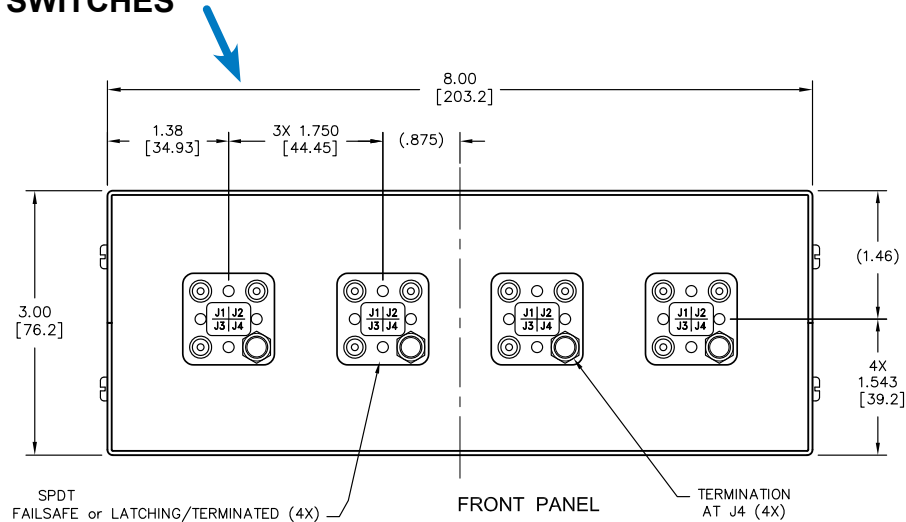 SWITCHES
8.00
[203.2]
1.38
[34.93]
3X 1.750
[44.45]
(.875)
3.00
[76.2]
(1.46)
4X
1.543
[39.2]
J1 J2
J3 J4
J1 J2
J3 J4
J1 J2
J3 J4
J1 J2
J3 J4
SPDT
FAILSAFE or LATCHING/TERMINATED (4X)
FRONT PANEL
TERMINATION
AT J4 (4X)